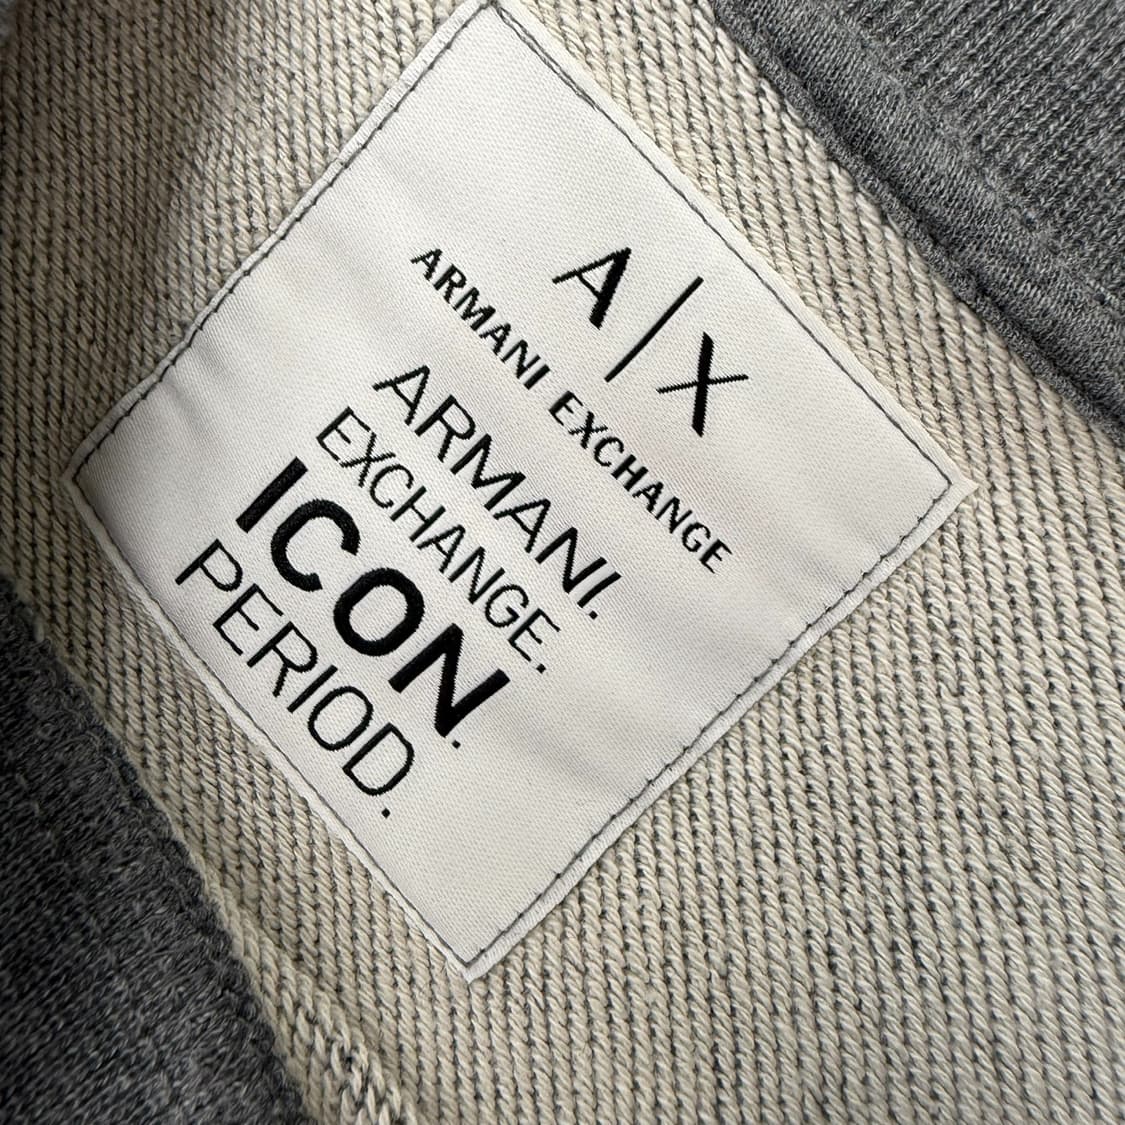 A|X
ARMANI EXCHANGE
ARMANI.
EXCHANGE.
ICON.
PERIOD.